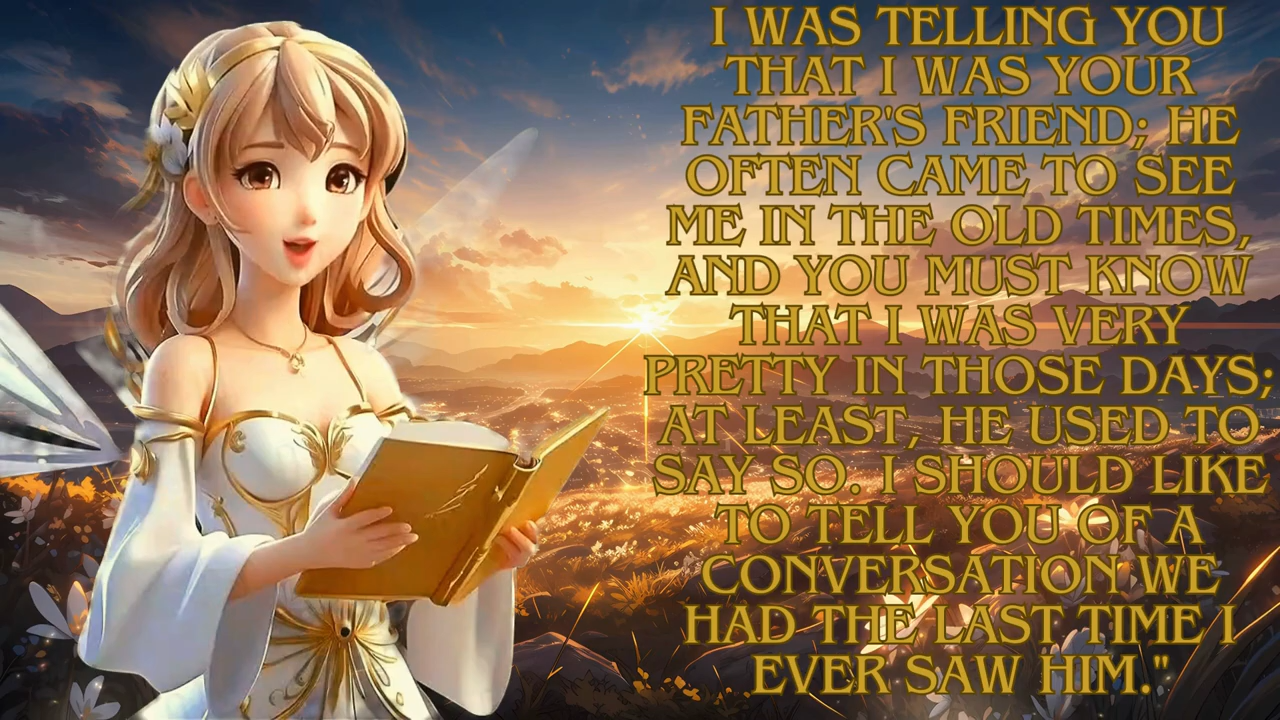 I WAS TELLING YOU
THAT I WAS YOUR
FATHER'S FRIEND; HE
OFTEN CAME TO SEE
ME IN THE OLD TIMES,
AND YOU MUST KNOW
THAT I WAS VERY
PRETTY IN THOSE DAYS;
AT LEAST, HE USED TO
SAY SO. I SHOULD LIKE
TO TELL YOU OF A
CONVERSATION WE
HAD THE LAST TIME I
EVER SAW HIM."